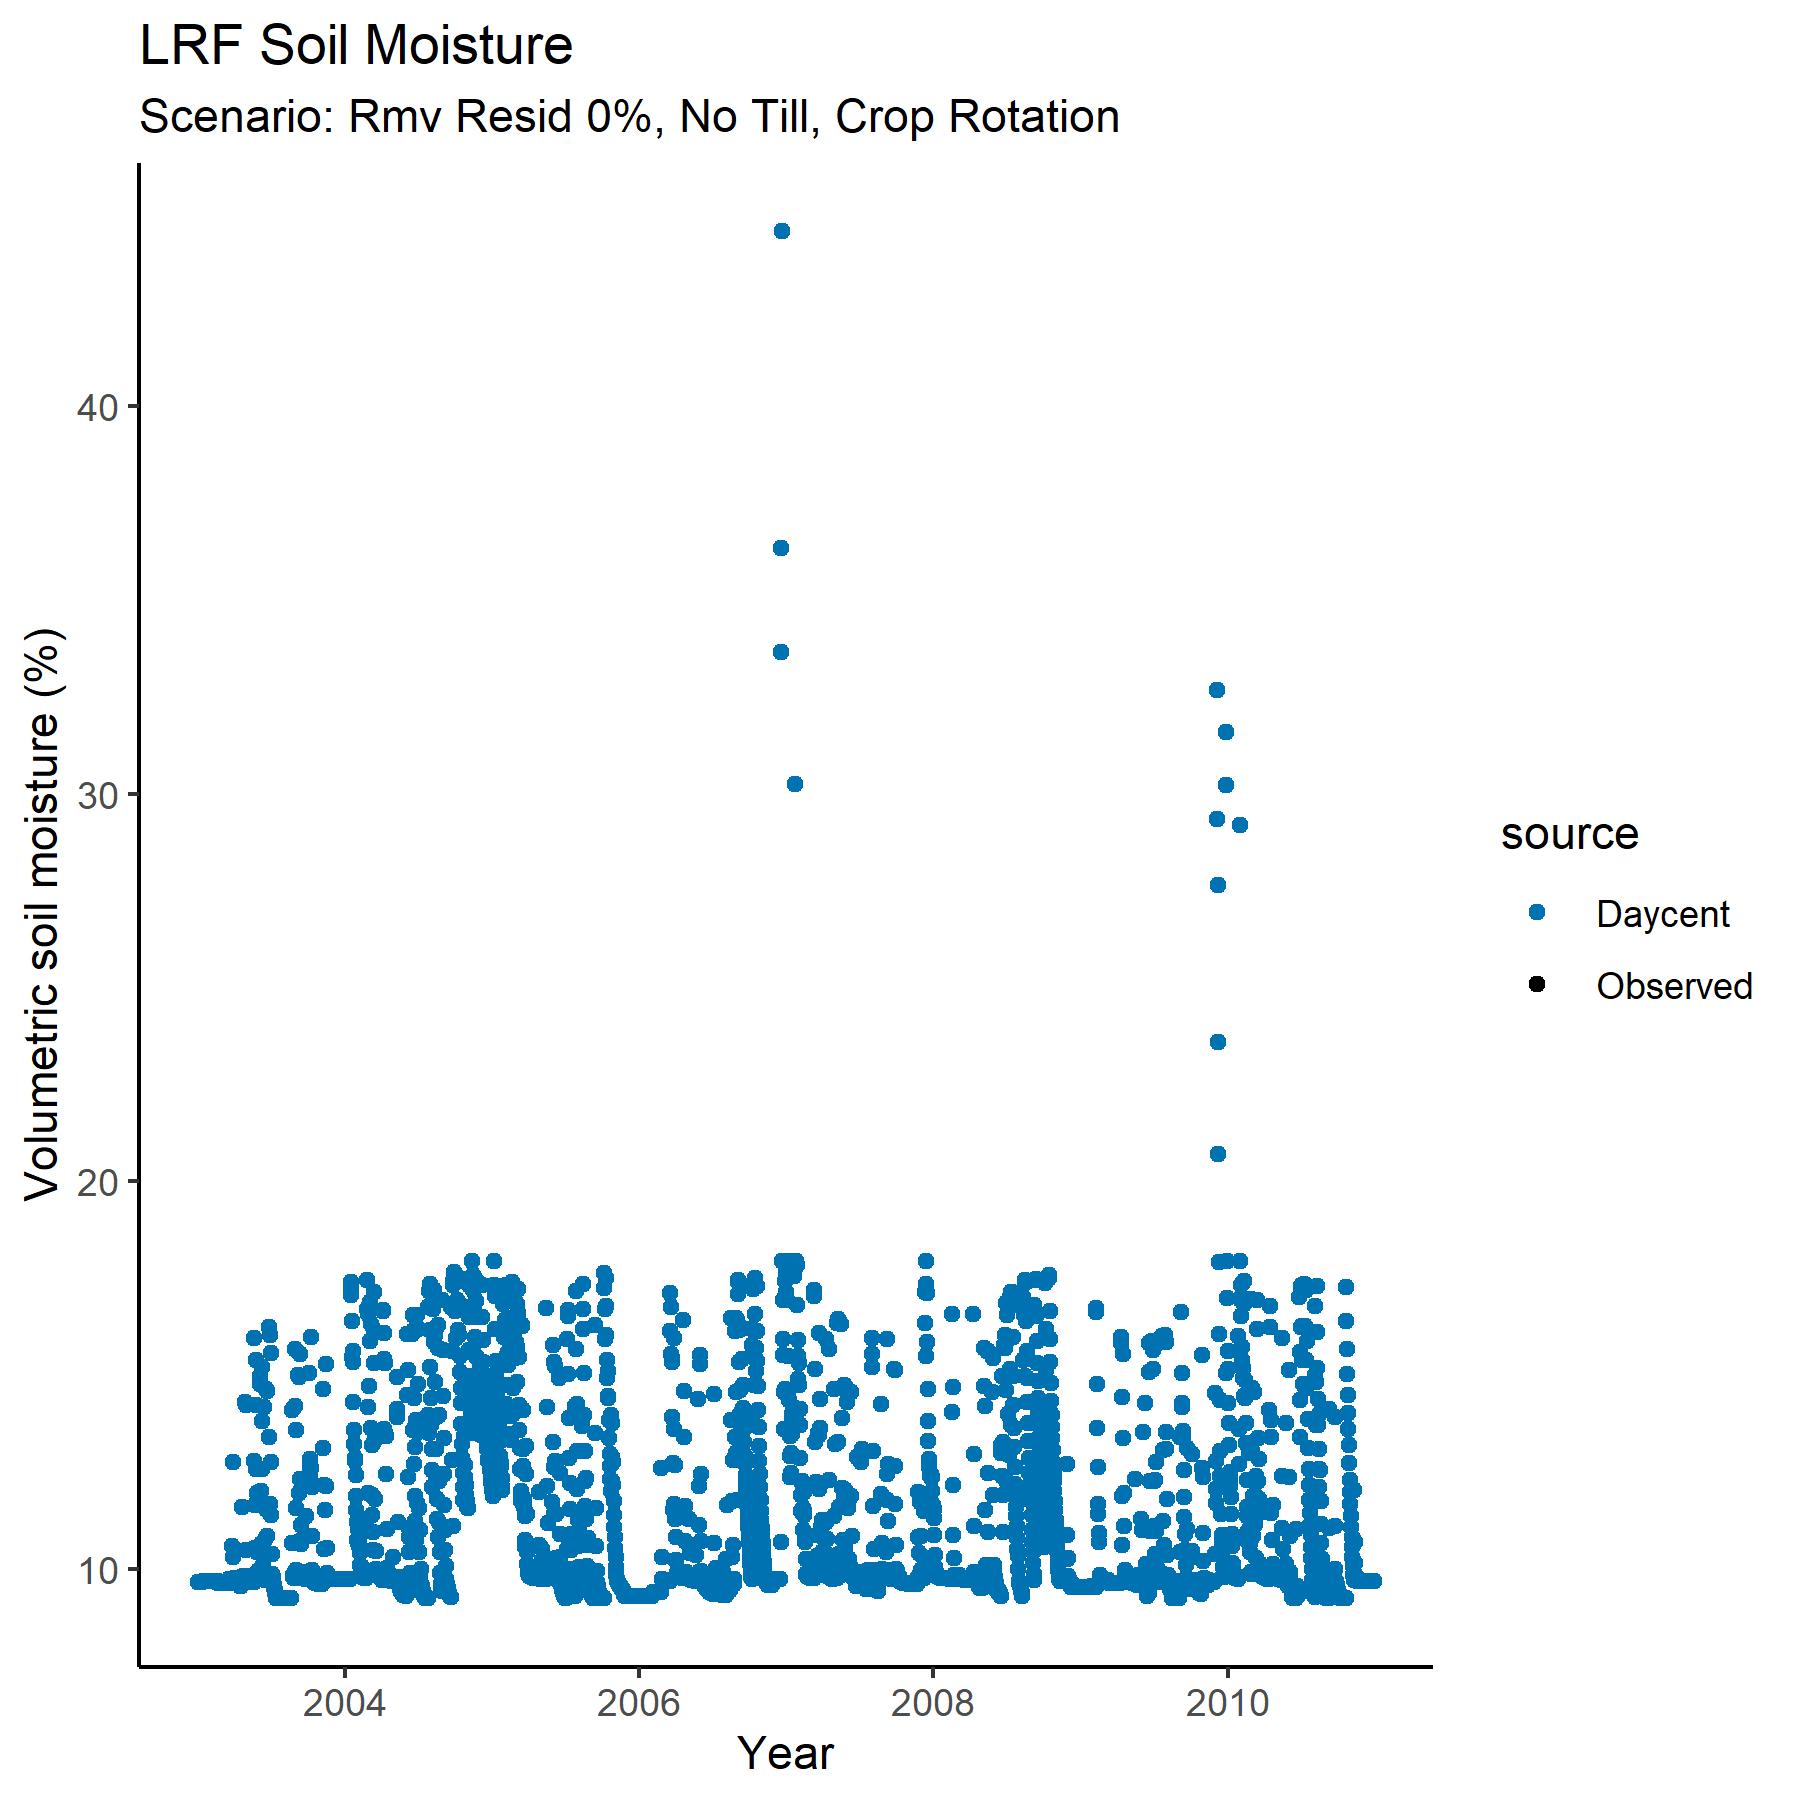 LRF Soil Moisture
Scenario: Rmv Resid 0%, No Till, Crop Rotation
Volumetric soil moisture (%)
40
30
20
10
2004 2006 2008 2010
Year
source
Daycent
Observed